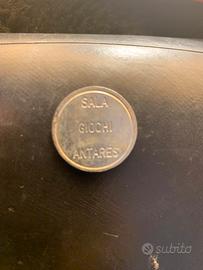 SALA
GIOCHI
ANTARES
subito